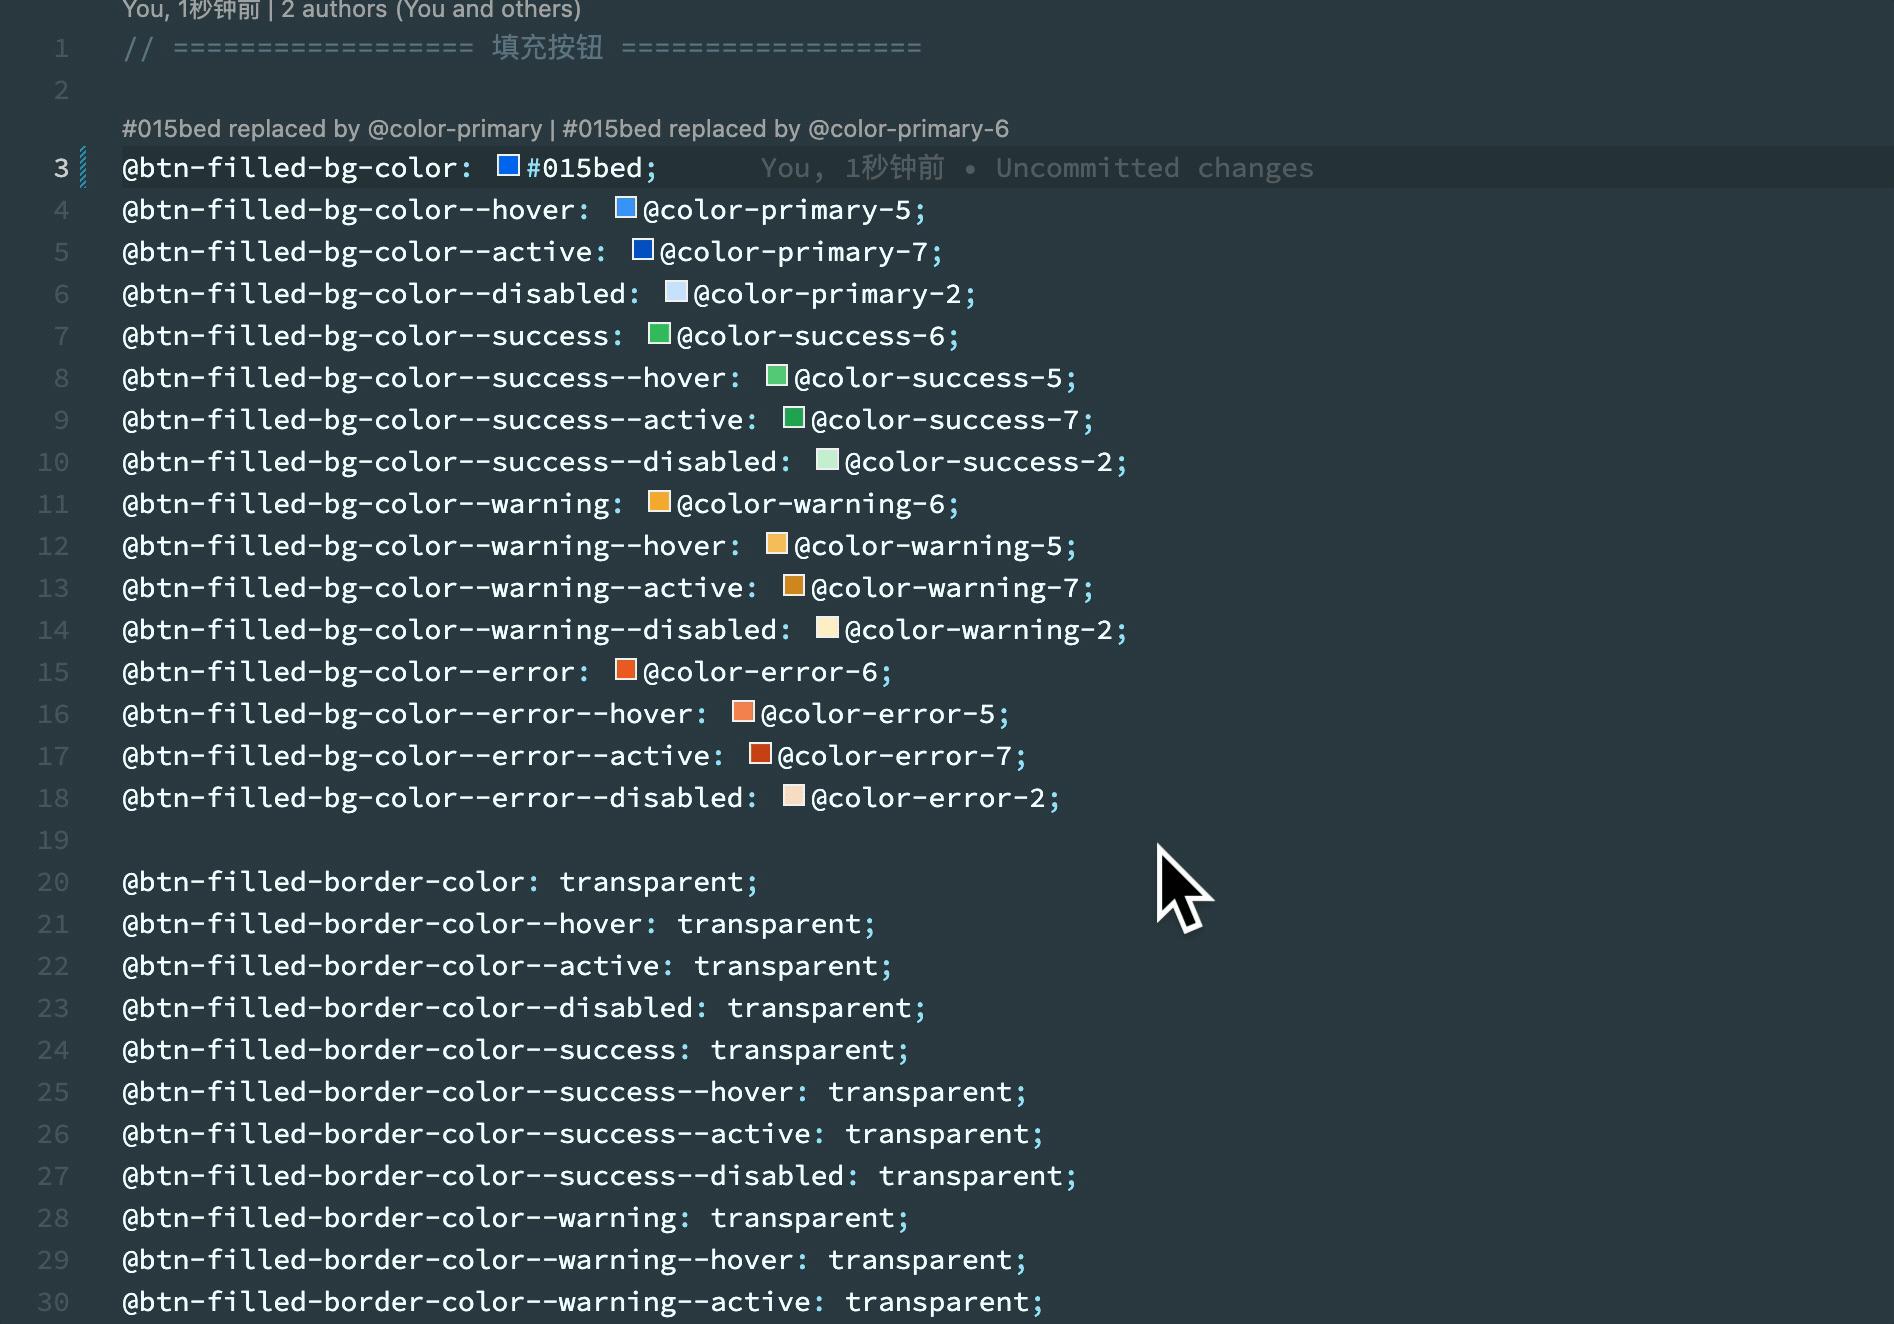 You, 1秒钟前 | 2 authors (You and others)
1 // ================== 填充按钮 ==================
2
#015bed replaced by @color-primary | #015bed replaced by @color-primary-6
3 @btn-filled-bg-color: #015bed; You, 1秒钟前 • Uncommitted changes
4 @btn-filled-bg-color--hover: @color-primary-5;
5 @btn-filled-bg-color--active: @color-primary-7;
6 @btn-filled-bg-color--disabled: @color-primary-2;
7 @btn-filled-bg-color--success: @color-success-6;
8 @btn-filled-bg-color--success--hover: @color-success-5;
9 @btn-filled-bg-color--success--active: @color-success-7;
10 @btn-filled-bg-color--success--disabled: @color-success-2;
11 @btn-filled-bg-color--warning: @color-warning-6;
12 @btn-filled-bg-color--warning--hover: @color-warning-5;
13 @btn-filled-bg-color--warning--active: @color-warning-7;
14 @btn-filled-bg-color--warning--disabled: @color-warning-2;
15 @btn-filled-bg-color--error: @color-error-6;
16 @btn-filled-bg-color--error--hover: @color-error-5;
17 @btn-filled-bg-color--error--active: @color-error-7;
18 @btn-filled-bg-color--error--disabled: @color-error-2;
19
20 @btn-filled-border-color: transparent;
21 @btn-filled-border-color--hover: transparent;
22 @btn-filled-border-color--active: transparent;
23 @btn-filled-border-color--disabled: transparent;
24 @btn-filled-border-color--success: transparent;
25 @btn-filled-border-color--success--hover: transparent;
26 @btn-filled-border-color--success--active: transparent;
27 @btn-filled-border-color--success--disabled: transparent;
28 @btn-filled-border-color--warning: transparent;
29 @btn-filled-border-color--warning--hover: transparent;
30 @btn-filled-border-color--warning--active: transparent;